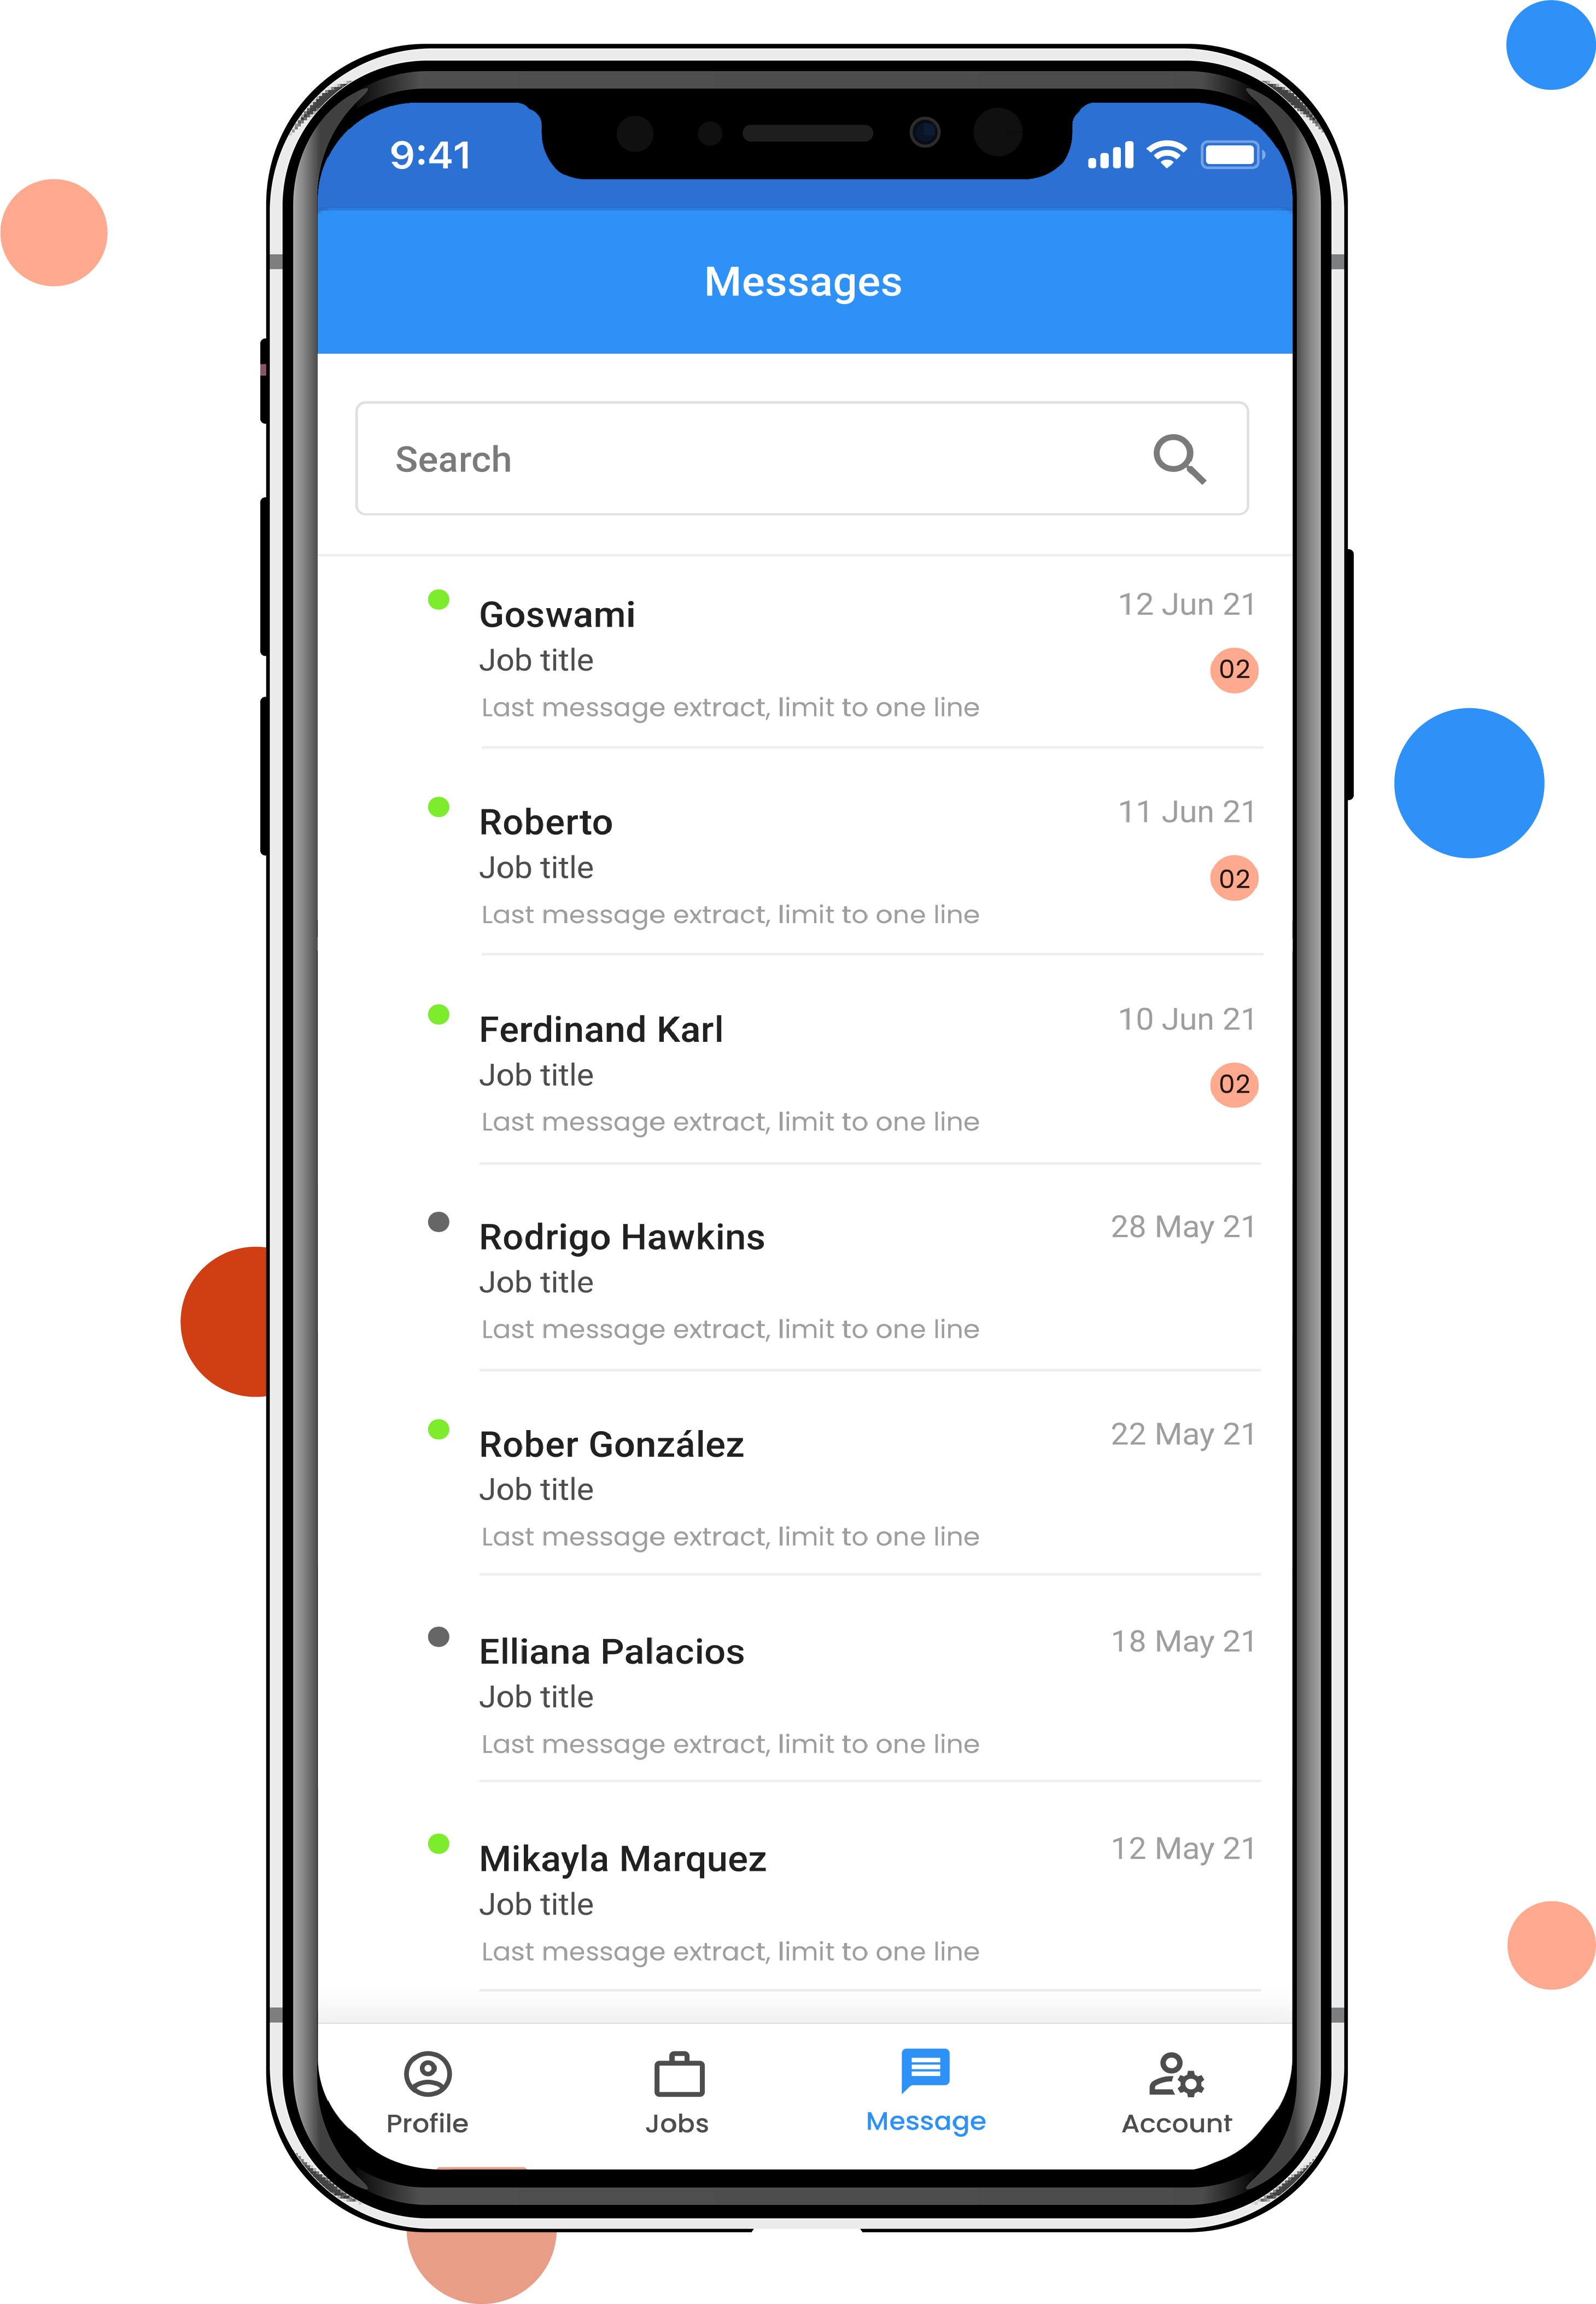 9:41
Messages
Search
Goswami
12 Jun 21
Job title
02
Last message extract, limit to one line
Roberto
11 Jun 21
Job title
02
Last message extract, limit to one line
Ferdinand Karl
10 Jun 21
Job title
02
Last message extract, limit to one line
Rodrigo Hawkins
28 May 21
Job title
Last message extract, limit to one line
Rober González
22 May 21
Job title
Last message extract, limit to one line
Elliana Palacios
18 May 21
Job title
Last message extract, limit to one line
Mikayla Marquez
12 May 21
Job title
Last message extract, limit to one line
Profile
Jobs
Message
Account